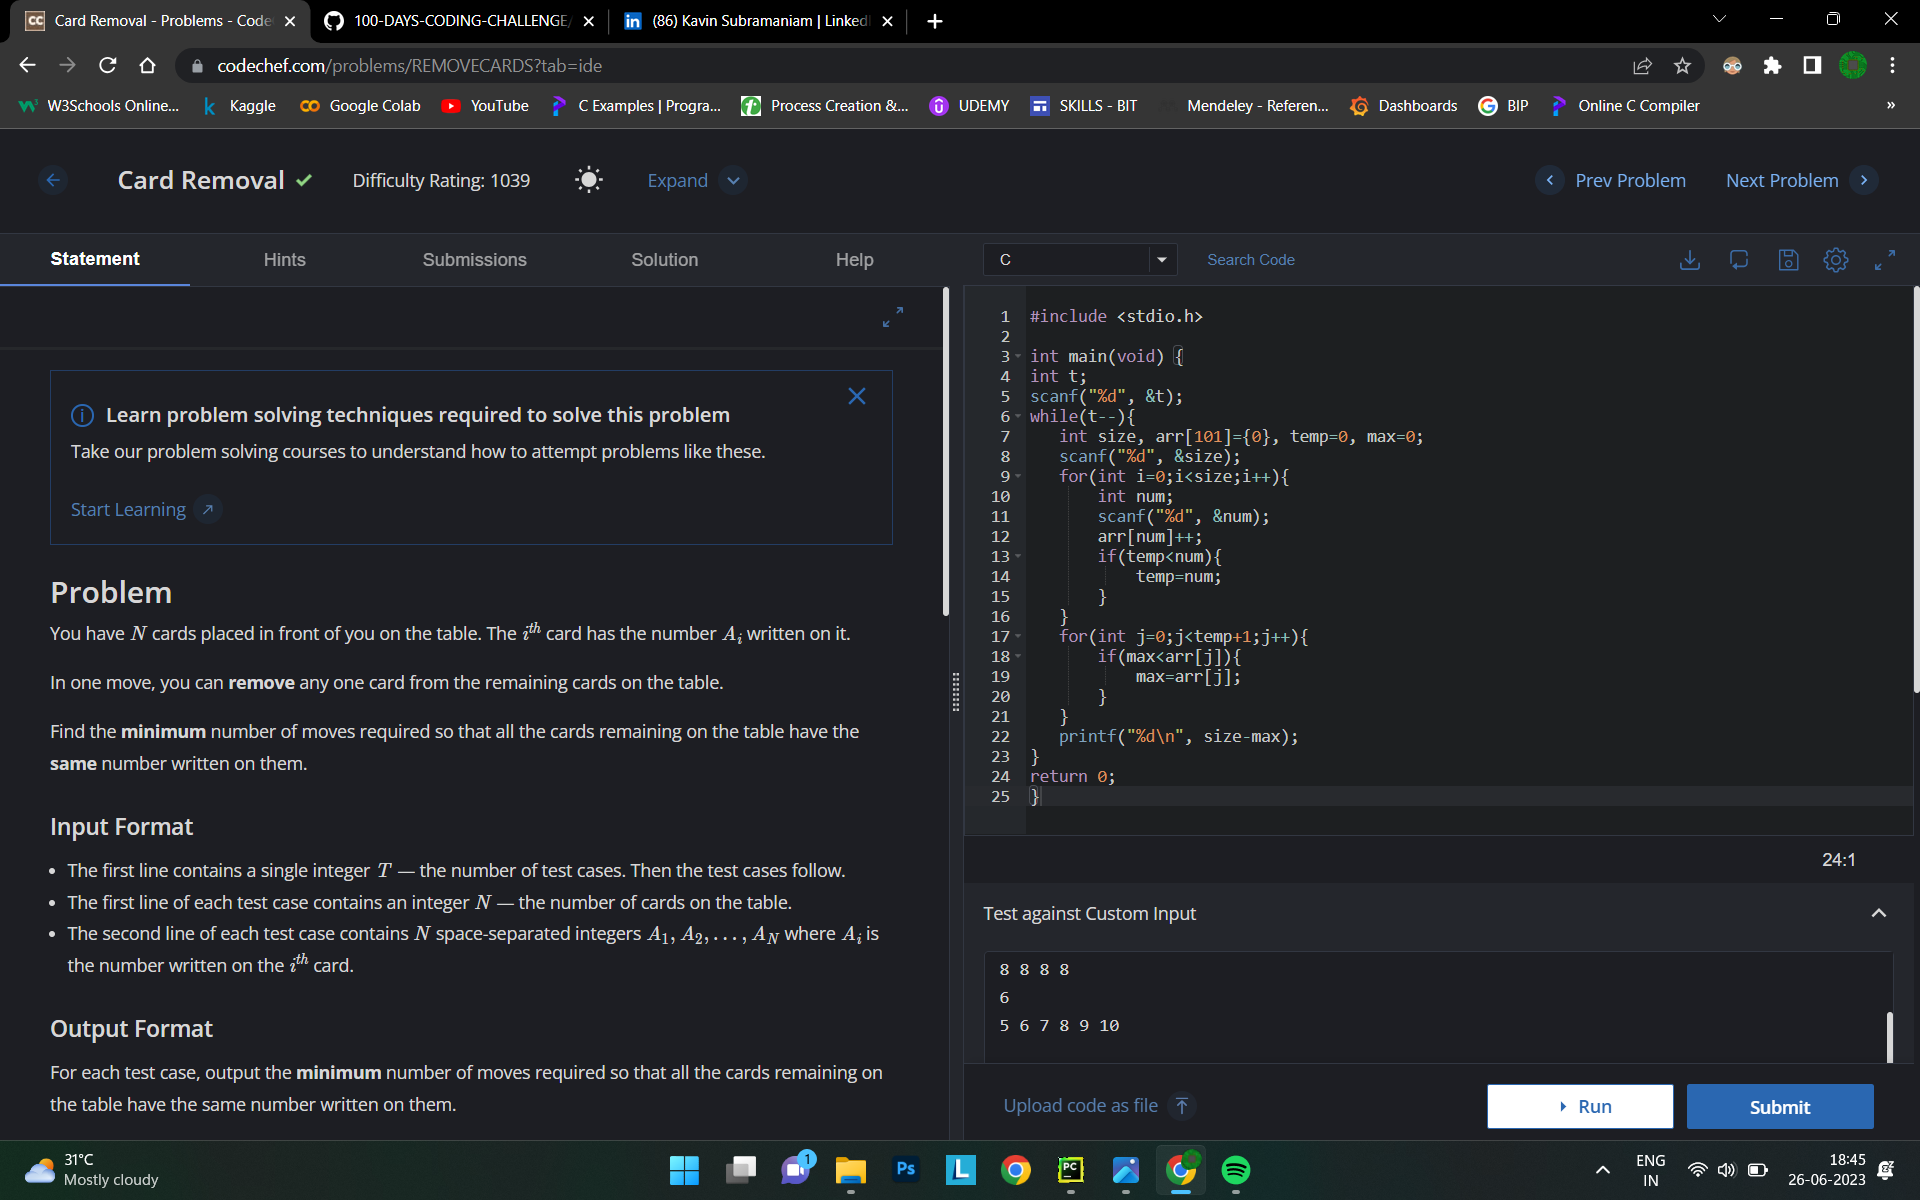 Card Removal - Problems - Code
100-DAYS-CODING-CHALLENGE/
(86) Kavin Subramaniam | Linked
codechef.com/problems/REMOVECARDS?tab=ide
W3Schools Online...
Kaggle
Google Colab
YouTube
C Examples | Progra...
Process Creation &...
UDEMY
SKILLS - BIT
Mendeley - Referen...
Dashboards
BIP
Online C Compiler
»
Card Removal
Difficulty Rating: 1039
Expand
Prev Problem
Next Problem
Statement
Hints
Submissions
Solution
Help
C
Search Code
Learn problem solving techniques required to solve this problem
Take our problem solving courses to understand how to attempt problems like these.
Start Learning
Problem
You have N cards placed in front of you on the table. The i^th card has the number A_i written on it.
In one move, you can remove any one card from the remaining cards on the table.
Find the minimum number of moves required so that all the cards remaining on the table have the
same number written on them.
Input Format
• The first line contains a single integer T — the number of test cases. Then the test cases follow.
• The first line of each test case contains an integer N — the number of cards on the table.
• The second line of each test case contains N space-separated integers A_1, A_2, ..., A_N where A_i is
the number written on the i^th card.
Output Format
For each test case, output the minimum number of moves required so that all the cards remaining on
the table have the same number written on them.
1 #include <stdio.h>
2
3 int main(void) {
4 int t;
5 scanf("%d", &t);
6 while(t--){
7    int size, arr[101]={0}, temp=0, max=0;
8    scanf("%d", &size);
9    for(int i=0;i<size;i++){
10        int num;
11        scanf("%d", &num);
12        arr[num]++;
13        if(temp<num){
14            temp=num;
15        }
16    }
17    for(int j=0;j<temp+1;j++){
18        if(max<arr[j]){
19            max=arr[j];
20        }
21    }
22    printf("%d\n", size-max);
23 }
24 return 0;
25 }
24:1
Test against Custom Input
8 8 8 8
6
5 6 7 8 9 10
Upload code as file
Run
Submit
31°C
Mostly cloudy
1
Ps
L
PC
ENG
IN
18:45
26-06-2023